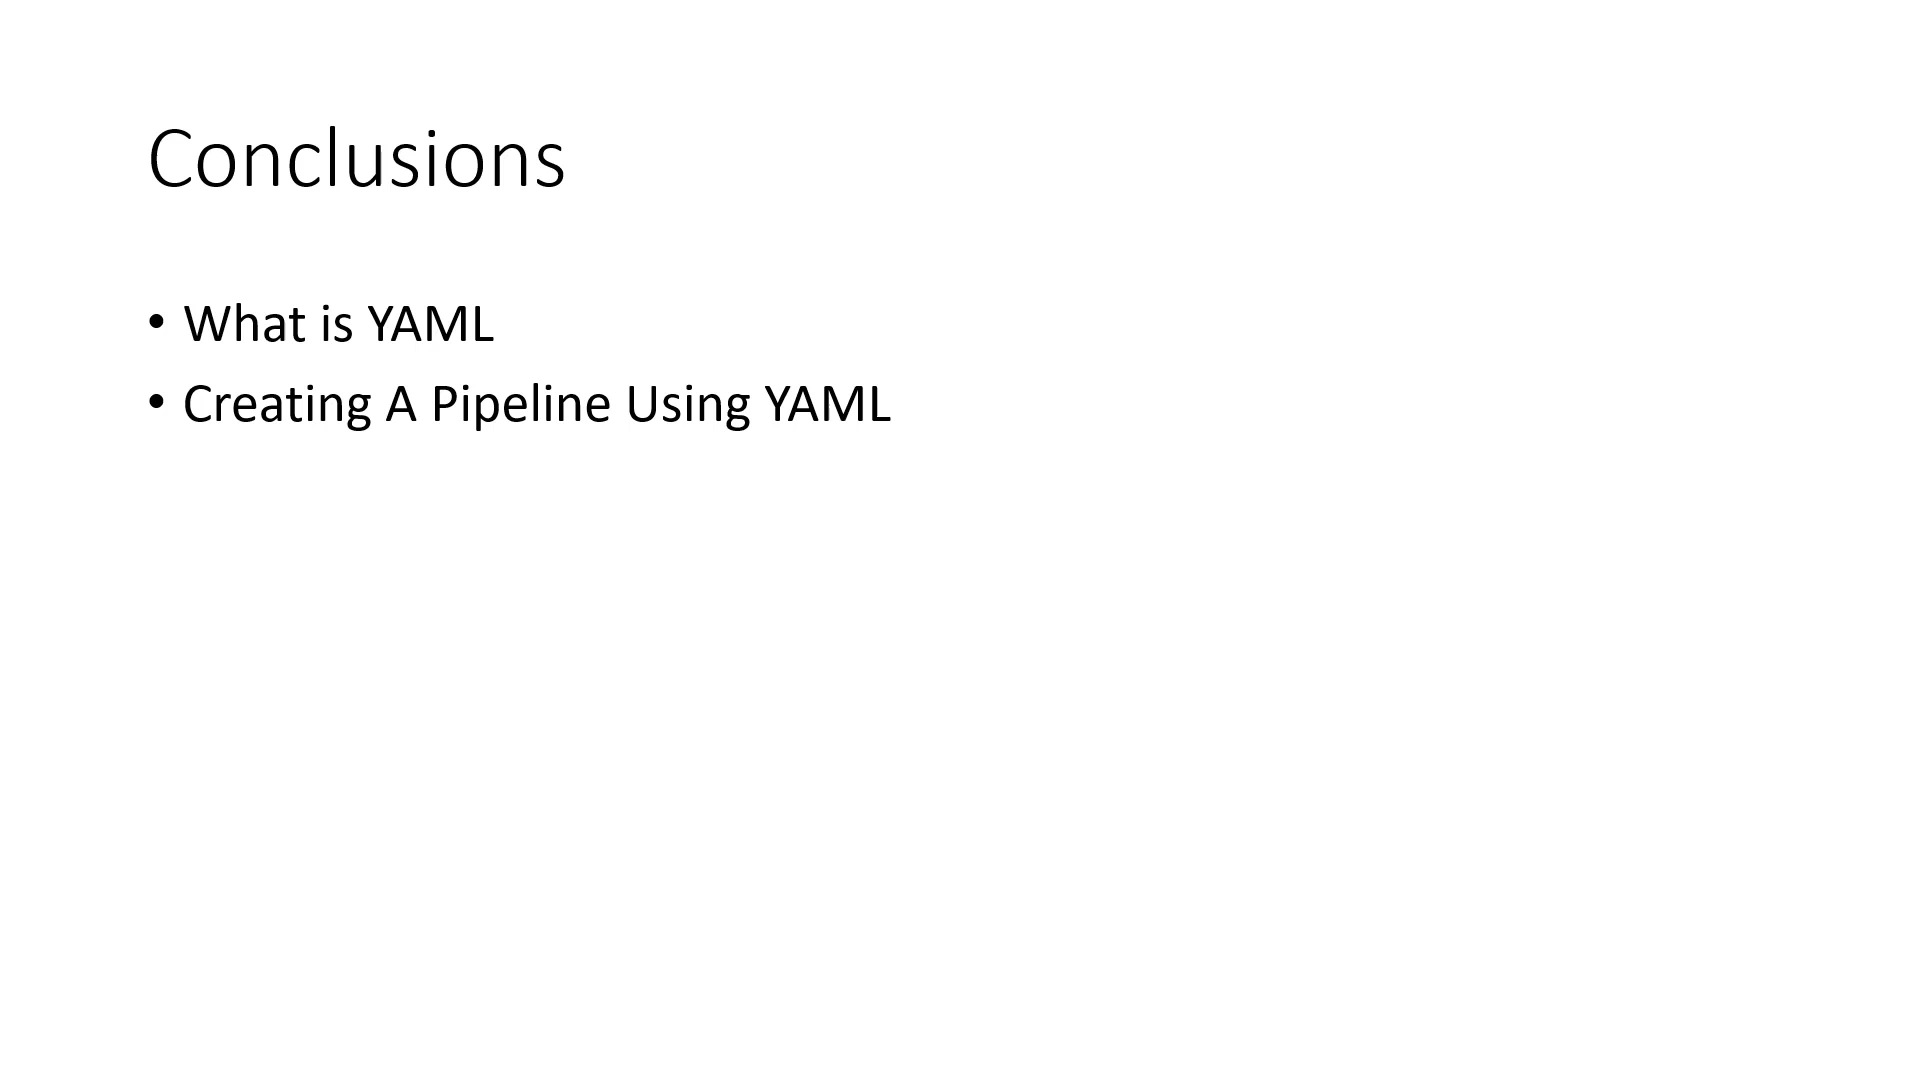 Conclusions
• What is YAML
• Creating A Pipeline Using YAML